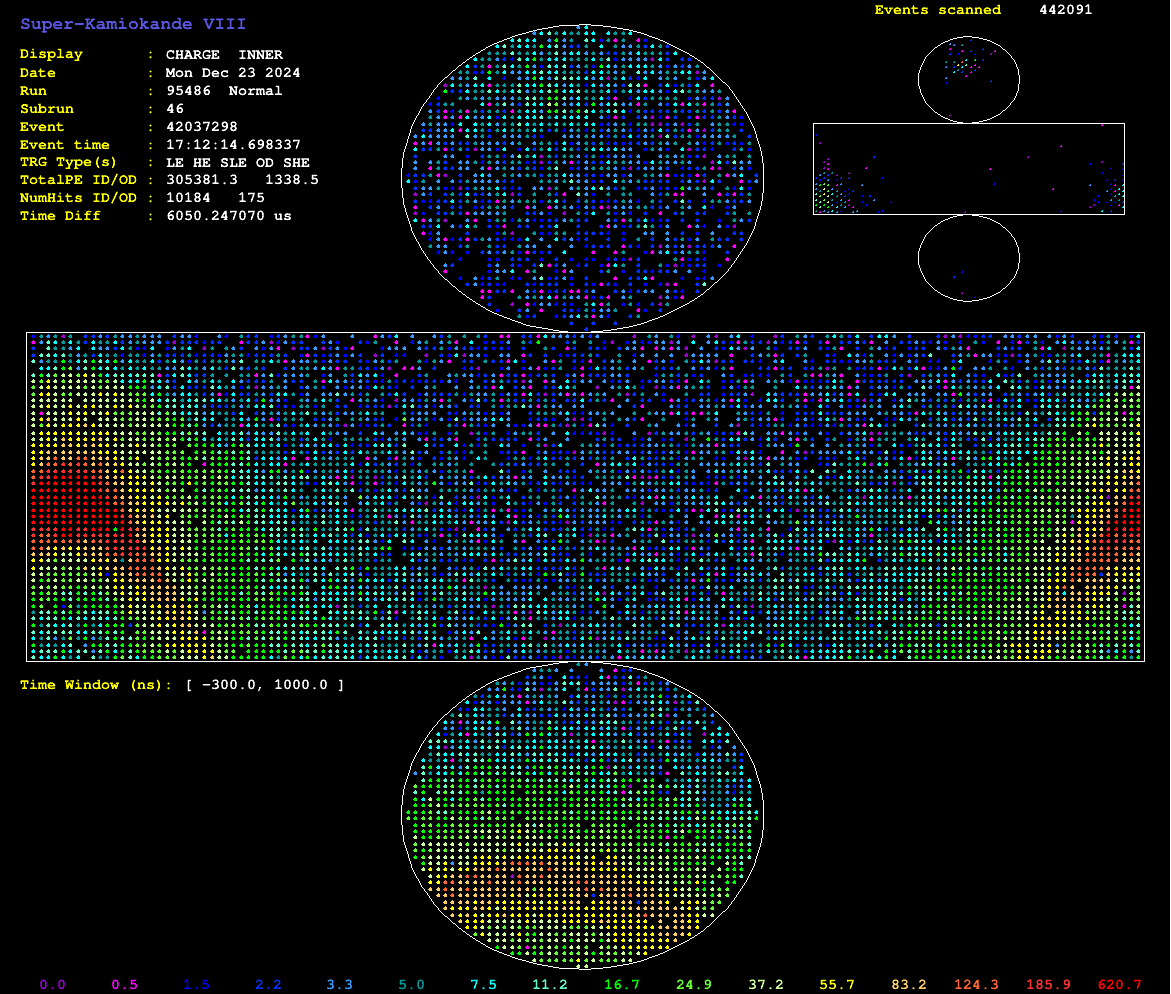 Super-Kamiokande VIII
Events scanned 442091
Display : CHARGE INNER
Date : Mon Dec 23 2024
Run : 95486 Normal
Subrun : 46
Event : 42037298
Event time : 17:12:14.698337
TRG Type(s) : LE HE SLE OD SHE
TotalPE ID/OD : 305381.3 1338.5
NumHits ID/OD : 10184 175
Time Diff : 6050.247070 us
Time Window (ns): [ −300.0, 1000.0 ]
0.0 0.5 1.5 2.2 3.3 5.0 7.5 11.2 16.7 24.9 37.2 55.7 83.2 124.3 185.9 620.7